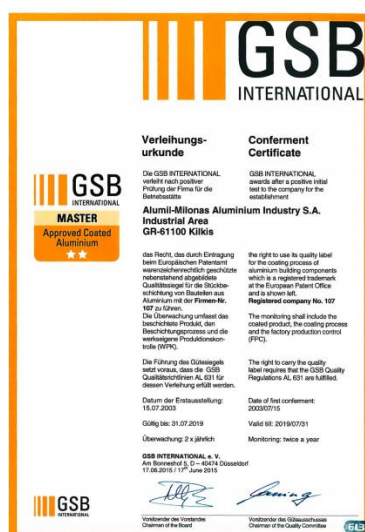 GSB
INTERNATIONAL
Verleihungs-
urkunde
Conferment
Certificate
Die GSB INTERNATIONAL
verleiht nach positiver
Prüfung der Firma für die
Betriebsstätte
GSB INTERNATIONAL
awards after a positive initial
test to the company for the
establishment
GSB
INTERNATIONAL
MASTER
Approved Coated
Aluminium
Alumil-Milonas Aluminium Industry S.A.
Industrial Area
GR-61100 Kilkis
das Recht, das durch Eintragung
beim Europäischen Patentamt
warenzeichenrechtlich geschützte
nebenstehend abgebildete
Qualitätssiegel für die Stückbe-
schichtung von Bauteilen aus
Aluminium mit der Firmen-Nr.
107 zu führen.
Die Überwachung umfasst das
beschichtete Produkt, den
Beschichtungsprozess und die
werkseigene Produktionskon-
trolle (WPK).
the right to use its quality label
for the coating process of
aluminium building components
which is a registered trademark
at the European Patent Office
and is shown left.
Registered company No. 107
The monitoring shall include the
coated product, the coating process
and the factory production control
(FPC).
Die Führung des Gütesiegels
setzt voraus, dass die GSB
Qualitätsrichtlinien AL 631 für
dessen Verleihung erfüllt werden.
The right to carry the quality
label requires that the GSB Quality
Regulations AL 631 are fulfilled.
Datum der Erstausstellung:
15.07.2003
Date of first conferment:
2003/07/15
Gültig bis: 31.07.2019
Valid till: 2019/07/31
Überwachung: 2 x jährlich
Monitoring: twice a year
GSB INTERNATIONAL e. V.
Am Bonneshof 5, D – 40474 Düsseldorf
17.06.2015 / 17th June 2015
GSB
INTERNATIONAL
Vorsitzender des Vorstandes
Chairman of the Board
Vorsitzender des Güteausschusses
Chairman of the Quality Committee